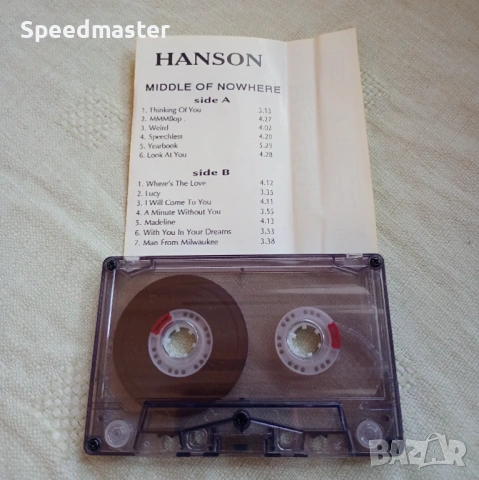 Speedmaster
HANSON
MIDDLE OF NOWHERE
side A
1. Thinking Of You 3.13
2. MMMBop 4.27
3. Weird 4.02
4. Speechless 4.20
5. Yearbook 5.29
6. Look At You 4.28
side B
1. Where's The Love 4.12
2. Lucy 3.35
3. I Will Come To You 4.11
4. A Minute Without You 3.55
5. Madeline 4.13
6. With You In Your Dreams 3.53
7. Man From Milwaukee 3.38
BAZAR